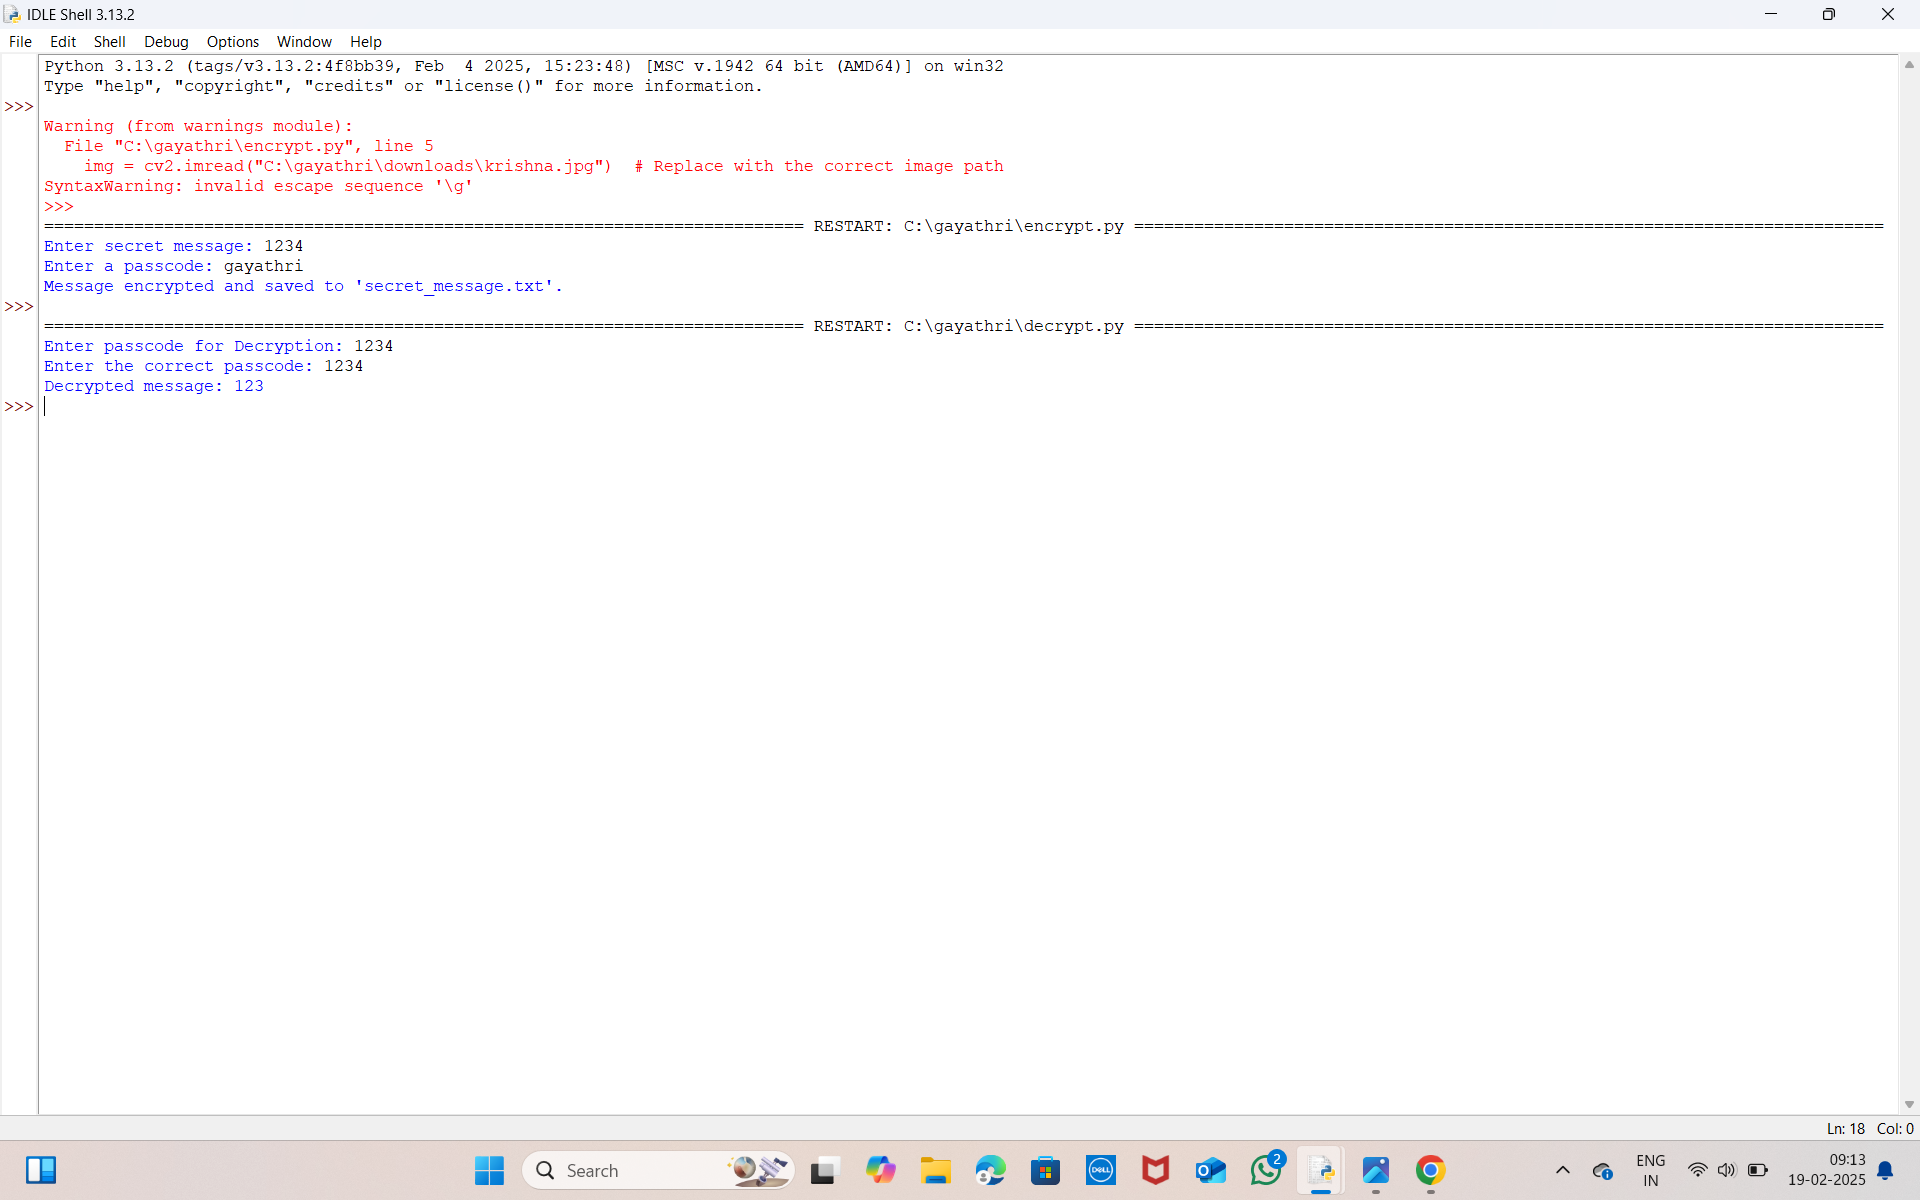 IDLE Shell 3.13.2
File Edit Shell Debug Options Window Help
Python 3.13.2 (tags/v3.13.2:4f8bb39, Feb  4 2025, 15:23:48) [MSC v.1942 64 bit (AMD64)] on win32
Type "help", "copyright", "credits" or "license()" for more information.
>>>
Warning (from warnings module):
  File "C:\gayathri\encrypt.py", line 5
    img = cv2.imread("C:\gayathri\downloads\krishna.jpg")  # Replace with the correct image path
SyntaxWarning: invalid escape sequence '\g'
>>>
============================================================================ RESTART: C:\gayathri\encrypt.py ===========================================================================
Enter secret message: 1234
Enter a passcode: gayathri
Message encrypted and saved to 'secret_message.txt'.
>>>
============================================================================ RESTART: C:\gayathri\decrypt.py ===========================================================================
Enter passcode for Decryption: 1234
Enter the correct passcode: 1234
Decrypted message: 123
>>>
Ln: 18 Col: 0
Search
DELL
2
ENG
IN
09:13
19-02-2025